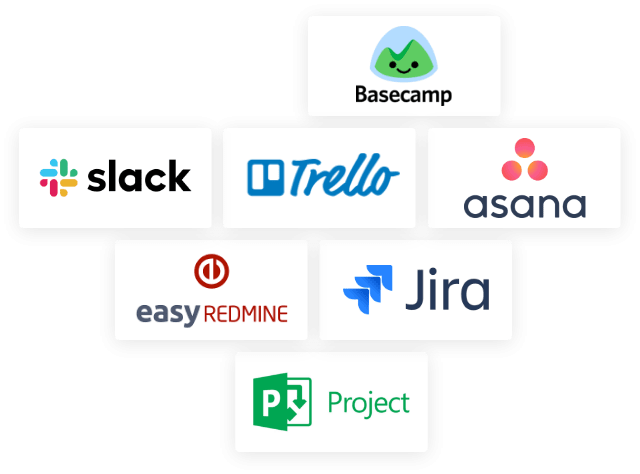 Basecamp
slack
Trello
asana
easy REDMINE
Jira
P Project